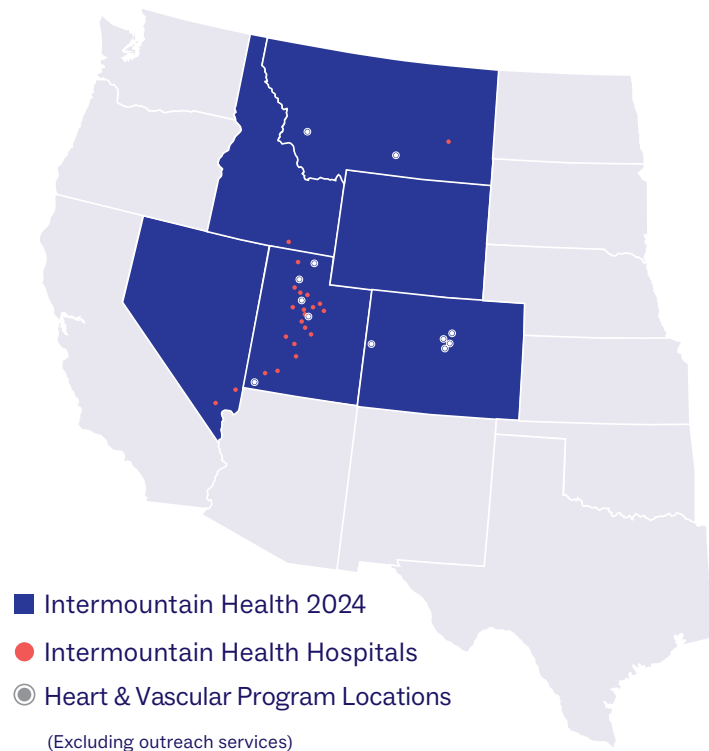 Intermountain Health 2024
Intermountain Health Hospitals
Heart & Vascular Program Locations
(Excluding outreach services)